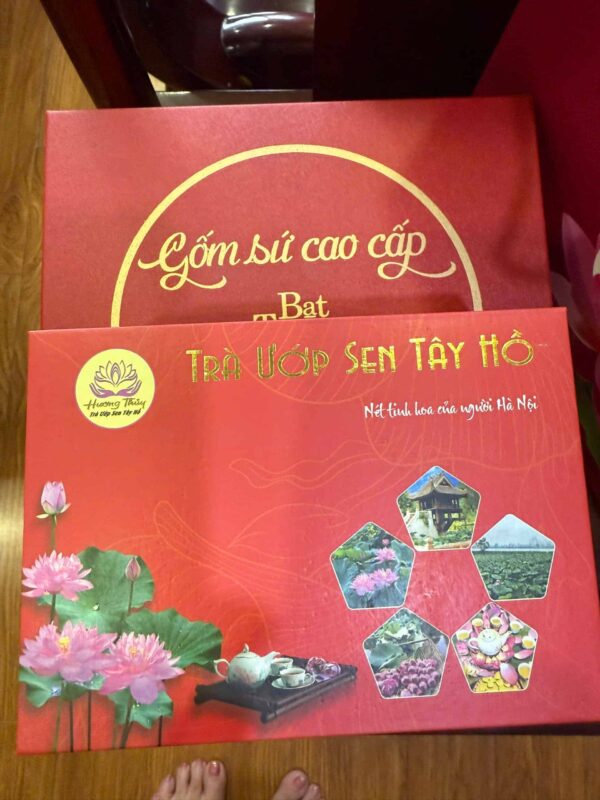 Gốm sứ cao cấp
Bạt
TRÀ ƯỚP SEN TÂY HỒ
Hương Thủy
Trà Ướp Sen Tây Hồ
Nét tinh hoa của người Hà Nội